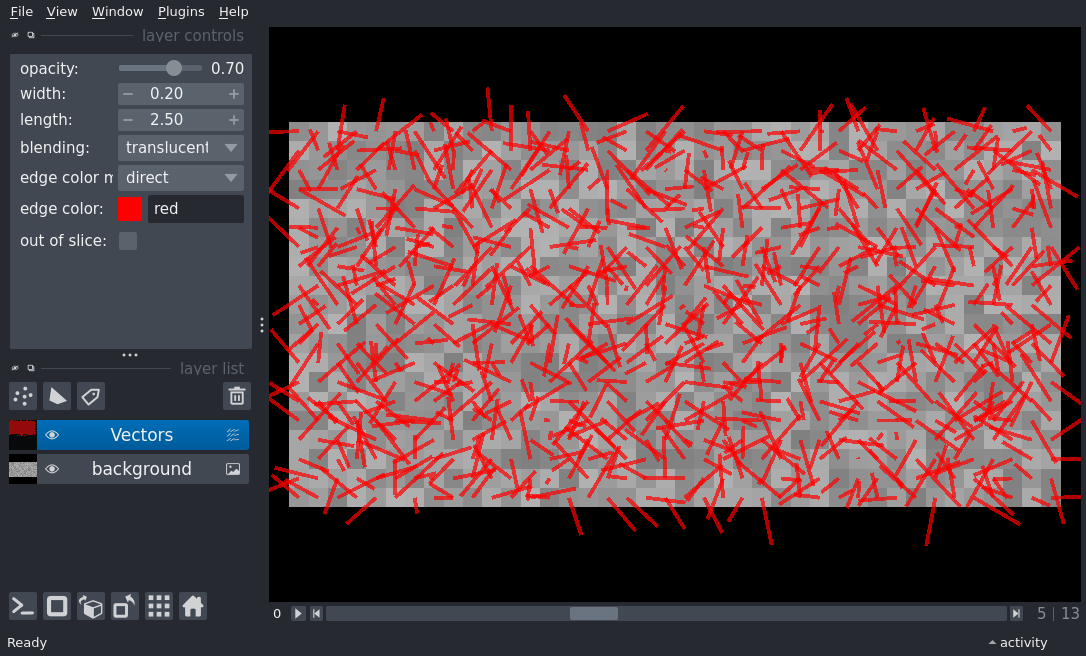 File View Window Plugins Help
layer controls
opacity: 0.70
width: − 0.20 +
length: − 2.50 +
blending: translucent
edge color m direct
edge color: red
out of slice:
layer list
Vectors
background
0 5 | 13
Ready activity